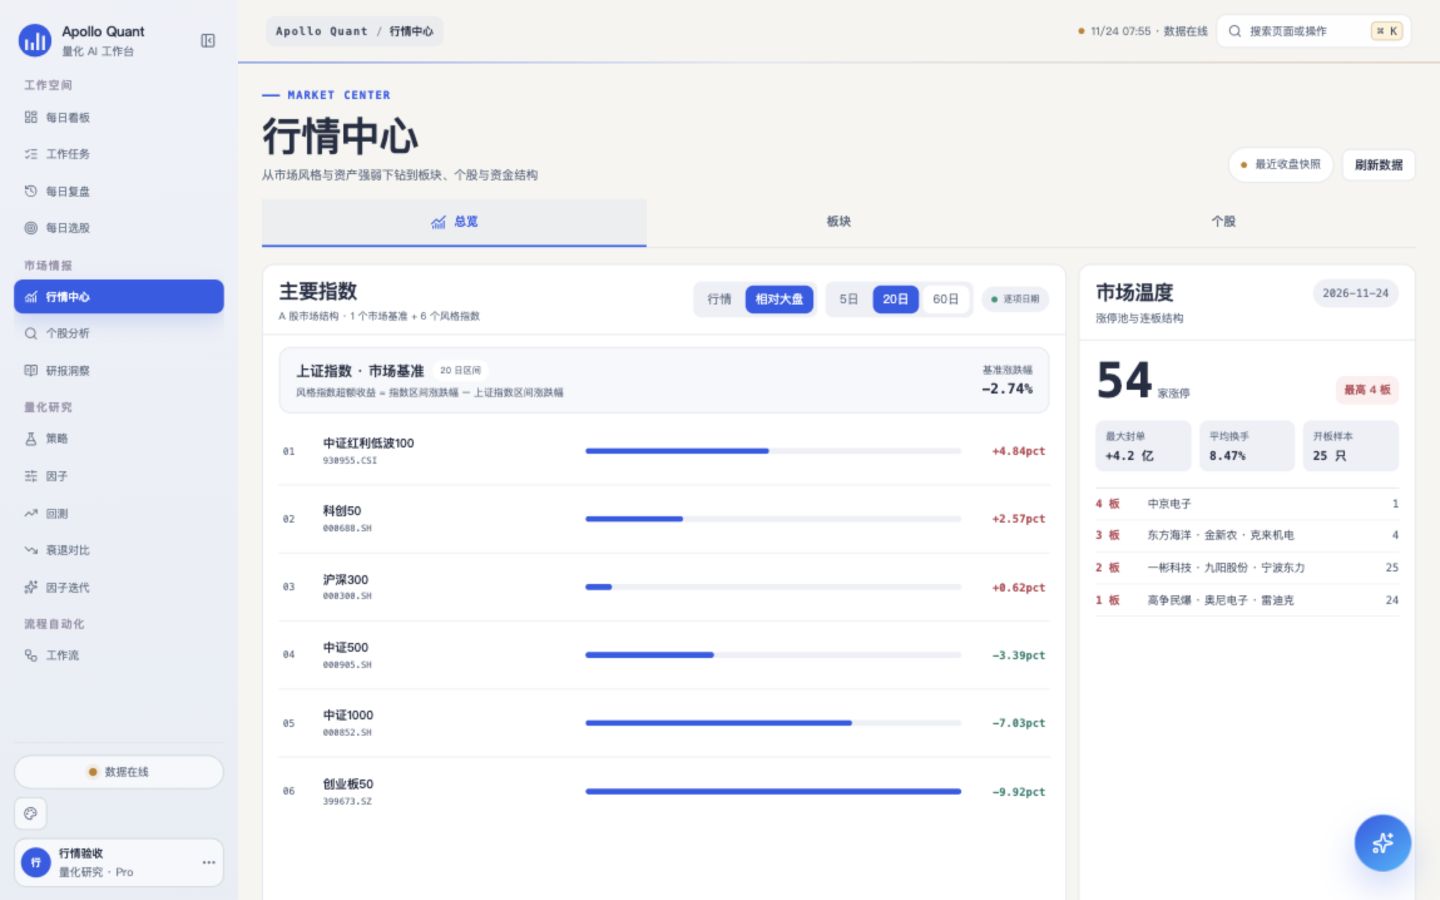 Apollo Quant
量化 AI 工作台
工作空间
每日看板
工作任务
每日复盘
每日选股
市场情报
行情中心
个股分析
研报洞察
量化研究
策略
因子
回测
衰退对比
因子迭代
流程自动化
工作流
数据在线
行
行情验收
量化研究 · Pro
Apollo Quant / 行情中心
11/24 07:55 · 数据在线
搜索页面或操作
⌘ K
MARKET CENTER
行情中心
从市场风格与资产强弱下钻到板块、个股与资金结构
最近收盘快照
刷新数据
总览
板块
个股
主要指数
A 股市场结构 · 1 个市场基准 + 6 个风格指数
行情
相对大盘
5日
20日
60日
逐项日期
上证指数 · 市场基准
20 日区间
风格指数超额收益 = 指数区间涨跌幅 − 上证指数区间涨跌幅
基准涨跌幅
−2.74%
01
中证红利低波100
930955.CSI
+4.84pct
02
科创50
000688.SH
+2.57pct
03
沪深300
000300.SH
+0.62pct
04
中证500
000905.SH
−3.39pct
05
中证1000
000852.SH
−7.03pct
06
创业板50
399673.SZ
−9.92pct
市场温度
涨停池与连板结构
2026-11-24
54 家涨停
最高 4 板
最大封单
+4.2 亿
平均换手
8.47%
开板样本
25 只
4 板 中京电子 1
3 板 东方海洋 · 金新农 · 克来机电 4
2 板 一彬科技 · 九阳股份 · 宁波东力 25
1 板 高争民爆 · 奥尼电子 · 雷迪克 24